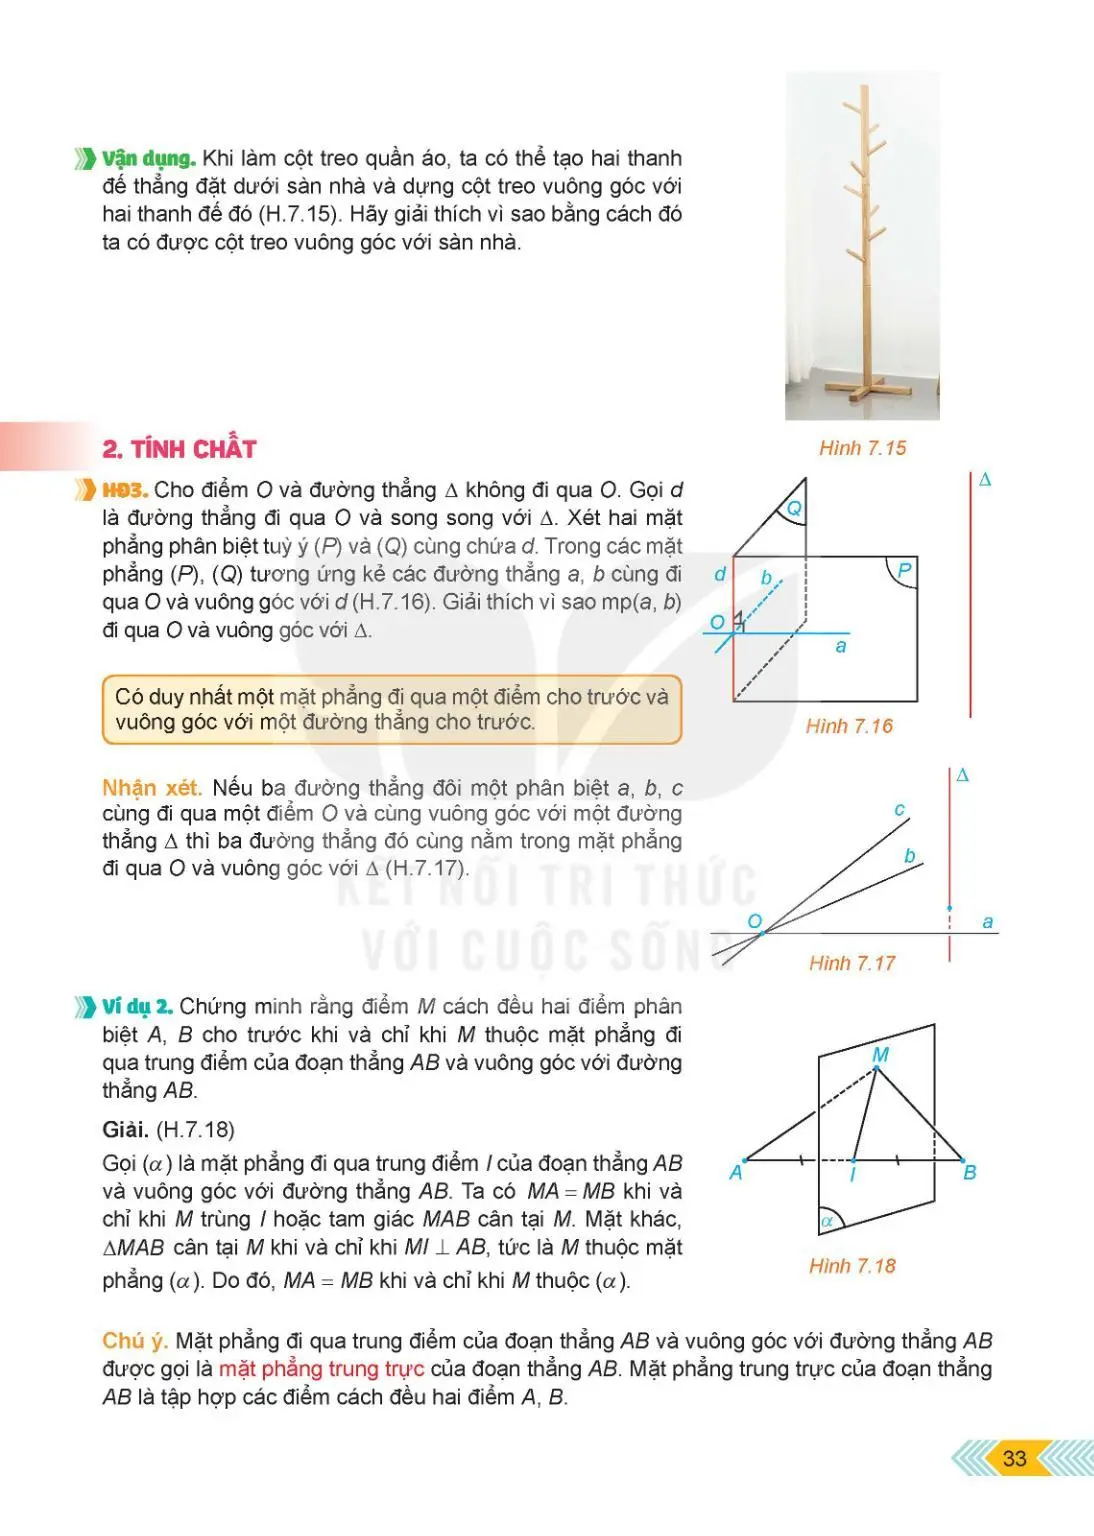 Vận dụng. Khi làm cột treo quần áo, ta có thể tạo hai thanh
đế thẳng đặt dưới sàn nhà và dựng cột treo vuông góc với
hai thanh đế đó (H.7.15). Hãy giải thích vì sao bằng cách đó
ta có được cột treo vuông góc với sàn nhà.
Hình 7.15
2. TÍNH CHẤT
HĐ3. Cho điểm O và đường thẳng Δ không đi qua O. Gọi d
là đường thẳng đi qua O và song song với Δ. Xét hai mặt
phẳng phân biệt tuỳ ý (P) và (Q) cùng chứa d. Trong các mặt
phẳng (P), (Q) tương ứng kẻ các đường thẳng a, b cùng đi
qua O và vuông góc với d (H.7.16). Giải thích vì sao mp(a, b)
đi qua O và vuông góc với Δ.
Q
Δ
d
b
P
O
a
Hình 7.16
Có duy nhất một mặt phẳng đi qua một điểm cho trước và
vuông góc với một đường thẳng cho trước.
Nhận xét. Nếu ba đường thẳng đôi một phân biệt a, b, c
cùng đi qua một điểm O và cùng vuông góc với một đường
thẳng Δ thì ba đường thẳng đó cùng nằm trong mặt phẳng
đi qua O và vuông góc với Δ (H.7.17).
Δ
c
b
O
a
Hình 7.17
KẾT NỐI TRI THỨC
VỚI CUỘC SỐNG
Ví dụ 2. Chứng minh rằng điểm M cách đều hai điểm phân
biệt A, B cho trước khi và chỉ khi M thuộc mặt phẳng đi
qua trung điểm của đoạn thẳng AB và vuông góc với đường
thẳng AB.
Giải. (H.7.18)
Gọi (α) là mặt phẳng đi qua trung điểm I của đoạn thẳng AB
và vuông góc với đường thẳng AB. Ta có MA = MB khi và
chỉ khi M trùng I hoặc tam giác MAB cân tại M. Mặt khác,
ΔMAB cân tại M khi và chỉ khi MI ⊥ AB, tức là M thuộc mặt
phẳng (α). Do đó, MA = MB khi và chỉ khi M thuộc (α).
M
A
I
B
α
Hình 7.18
Chú ý. Mặt phẳng đi qua trung điểm của đoạn thẳng AB và vuông góc với đường thẳng AB
được gọi là mặt phẳng trung trực của đoạn thẳng AB. Mặt phẳng trung trực của đoạn thẳng
AB là tập hợp các điểm cách đều hai điểm A, B.
33